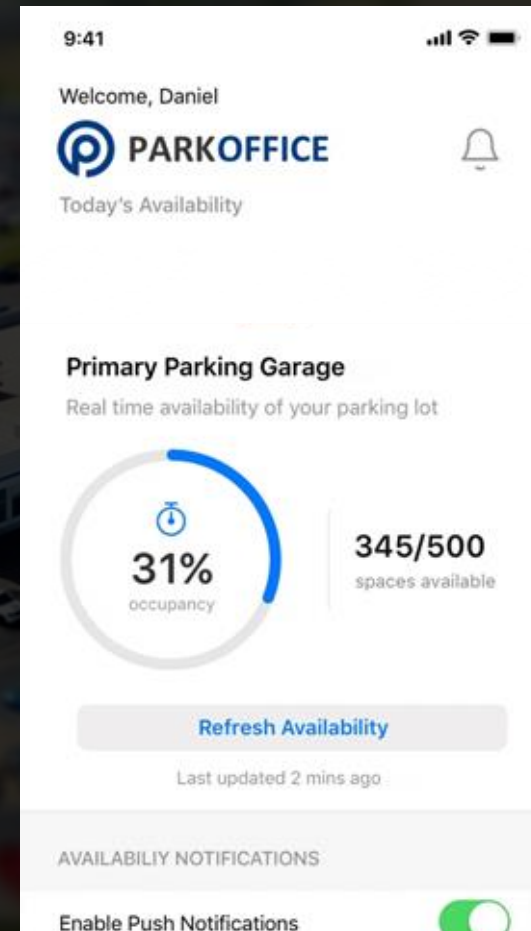 9:41
Welcome, Daniel
PARKOFFICE
Today's Availability
Primary Parking Garage
Real time availability of your parking lot
31%
occupancy
345/500
spaces available
Refresh Availability
Last updated 2 mins ago
AVAILABILIY NOTIFICATIONS
Enable Push Notifications